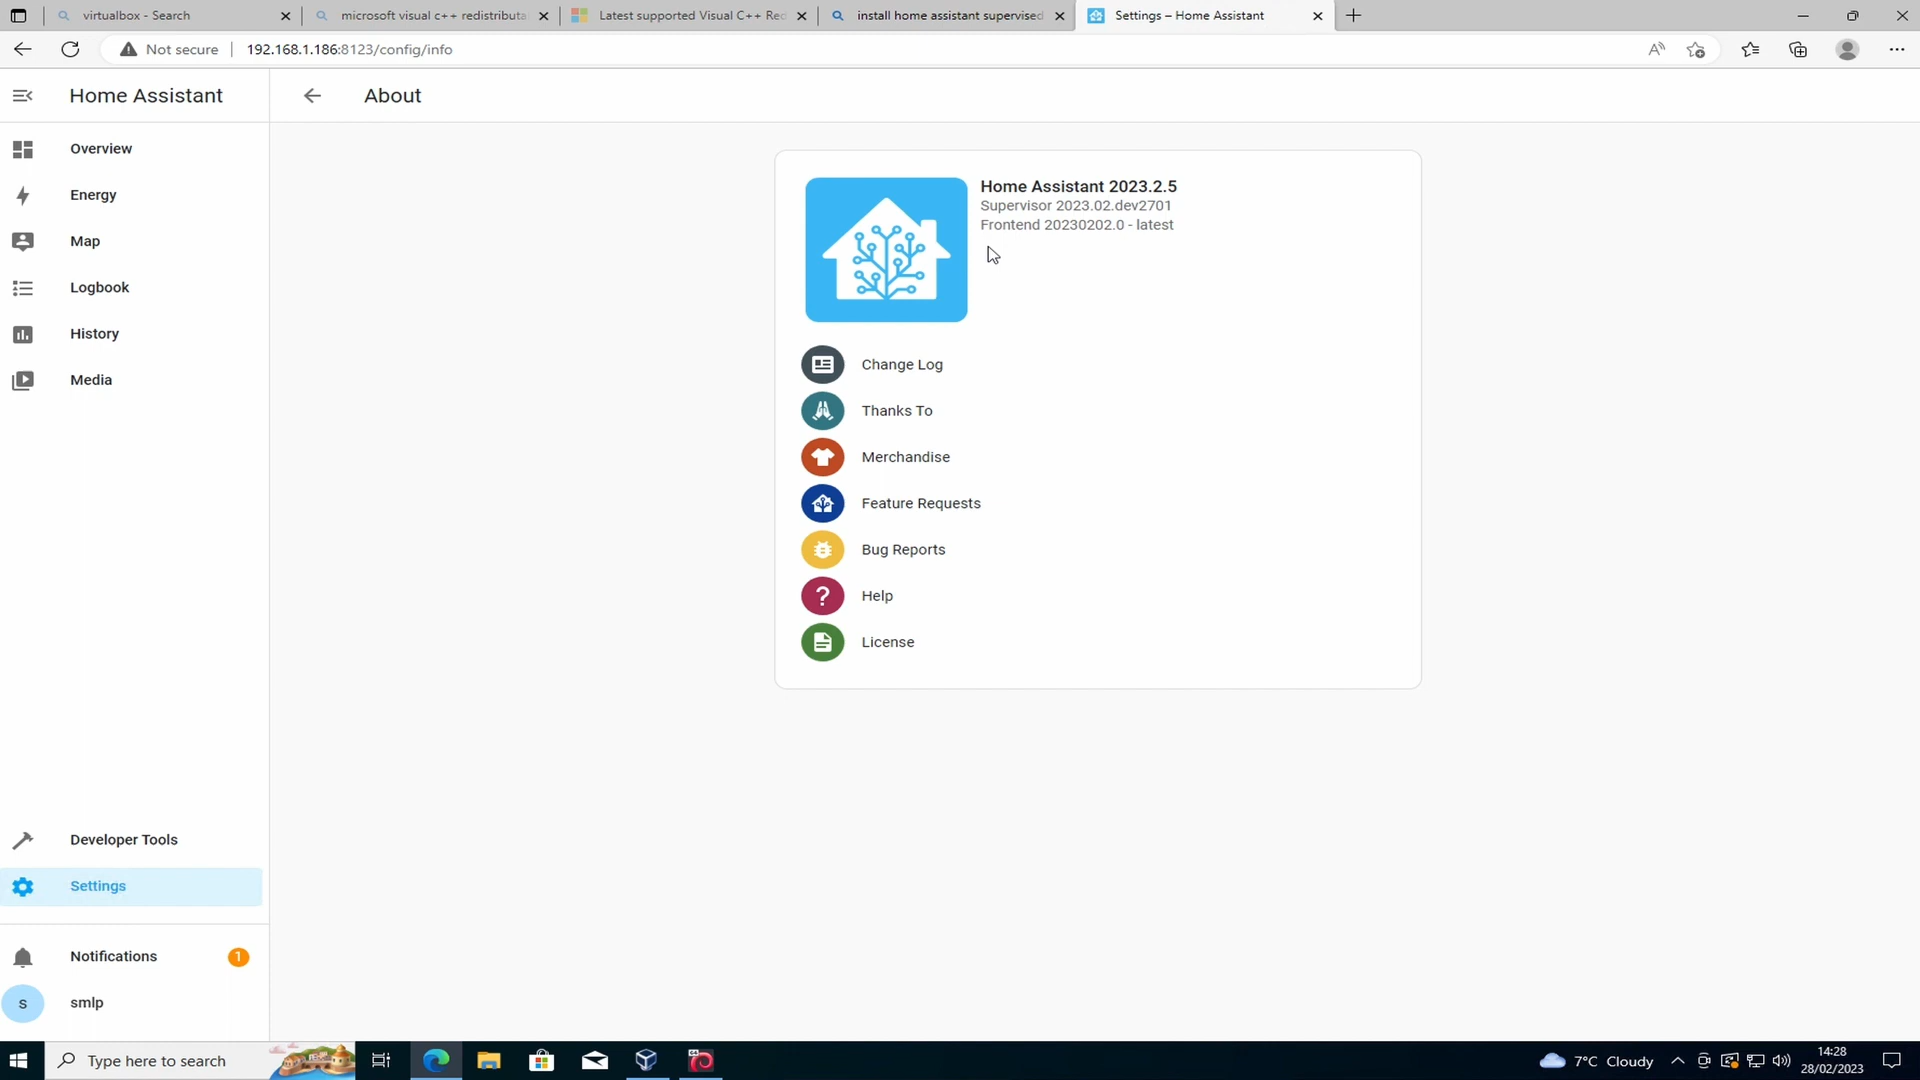 virtualbox - Search
microsoft visual c++ redistributa
Latest supported Visual C++ Red
install home assistant supervised
Settings – Home Assistant
Not secure
192.168.1.186:8123/config/info
Home Assistant
About
Overview
Energy
Map
Logbook
History
Media
Home Assistant 2023.2.5
Supervisor 2023.02.dev2701
Frontend 20230202.0 - latest
Change Log
Thanks To
Merchandise
Feature Requests
Bug Reports
Help
License
Developer Tools
Settings
Notifications
1
s
smlp
Type here to search
64
7°C Cloudy
14:28
28/02/2023